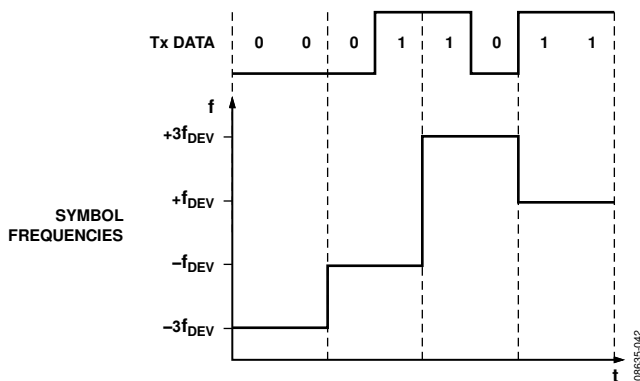 Tx DATA 0 0 0 1 1 0 1 1
f
+3fDEV
+fDEV
SYMBOL
FREQUENCIES
−fDEV
−3fDEV
t
08635-042